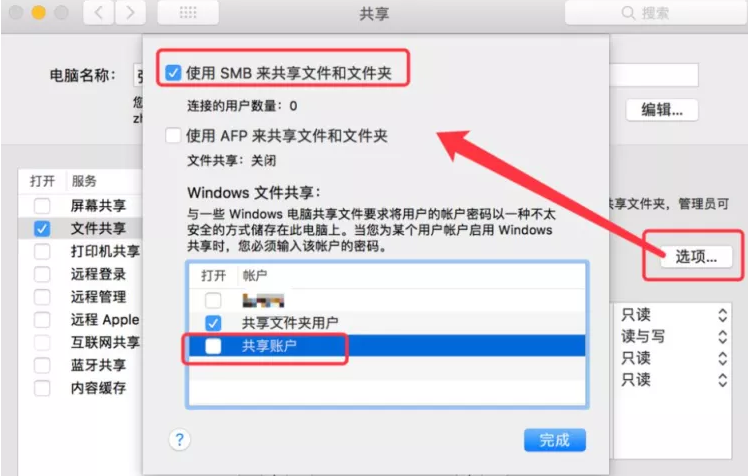 共享
搜索
电脑名称：
编辑...
使用 SMB 来共享文件和文件夹
连接的用户数量：0
使用 AFP 来共享文件和文件夹
文件共享：关闭
Windows 文件共享：
与一些 Windows 电脑共享文件要求将用户的帐户密码以一种不太
安全的方式储存在此电脑上。当您为某个用户帐户启用 Windows
共享时，您必须输入该帐户的密码。
打开 帐户
共享文件夹用户
共享账户
?
完成
打开 服务
屏幕共享
文件共享
打印机共享
远程登录
远程管理
远程 Apple
互联网共享
蓝牙共享
内容缓存
享文件夹，管理员可
选项...
只读
读与写
只读
只读